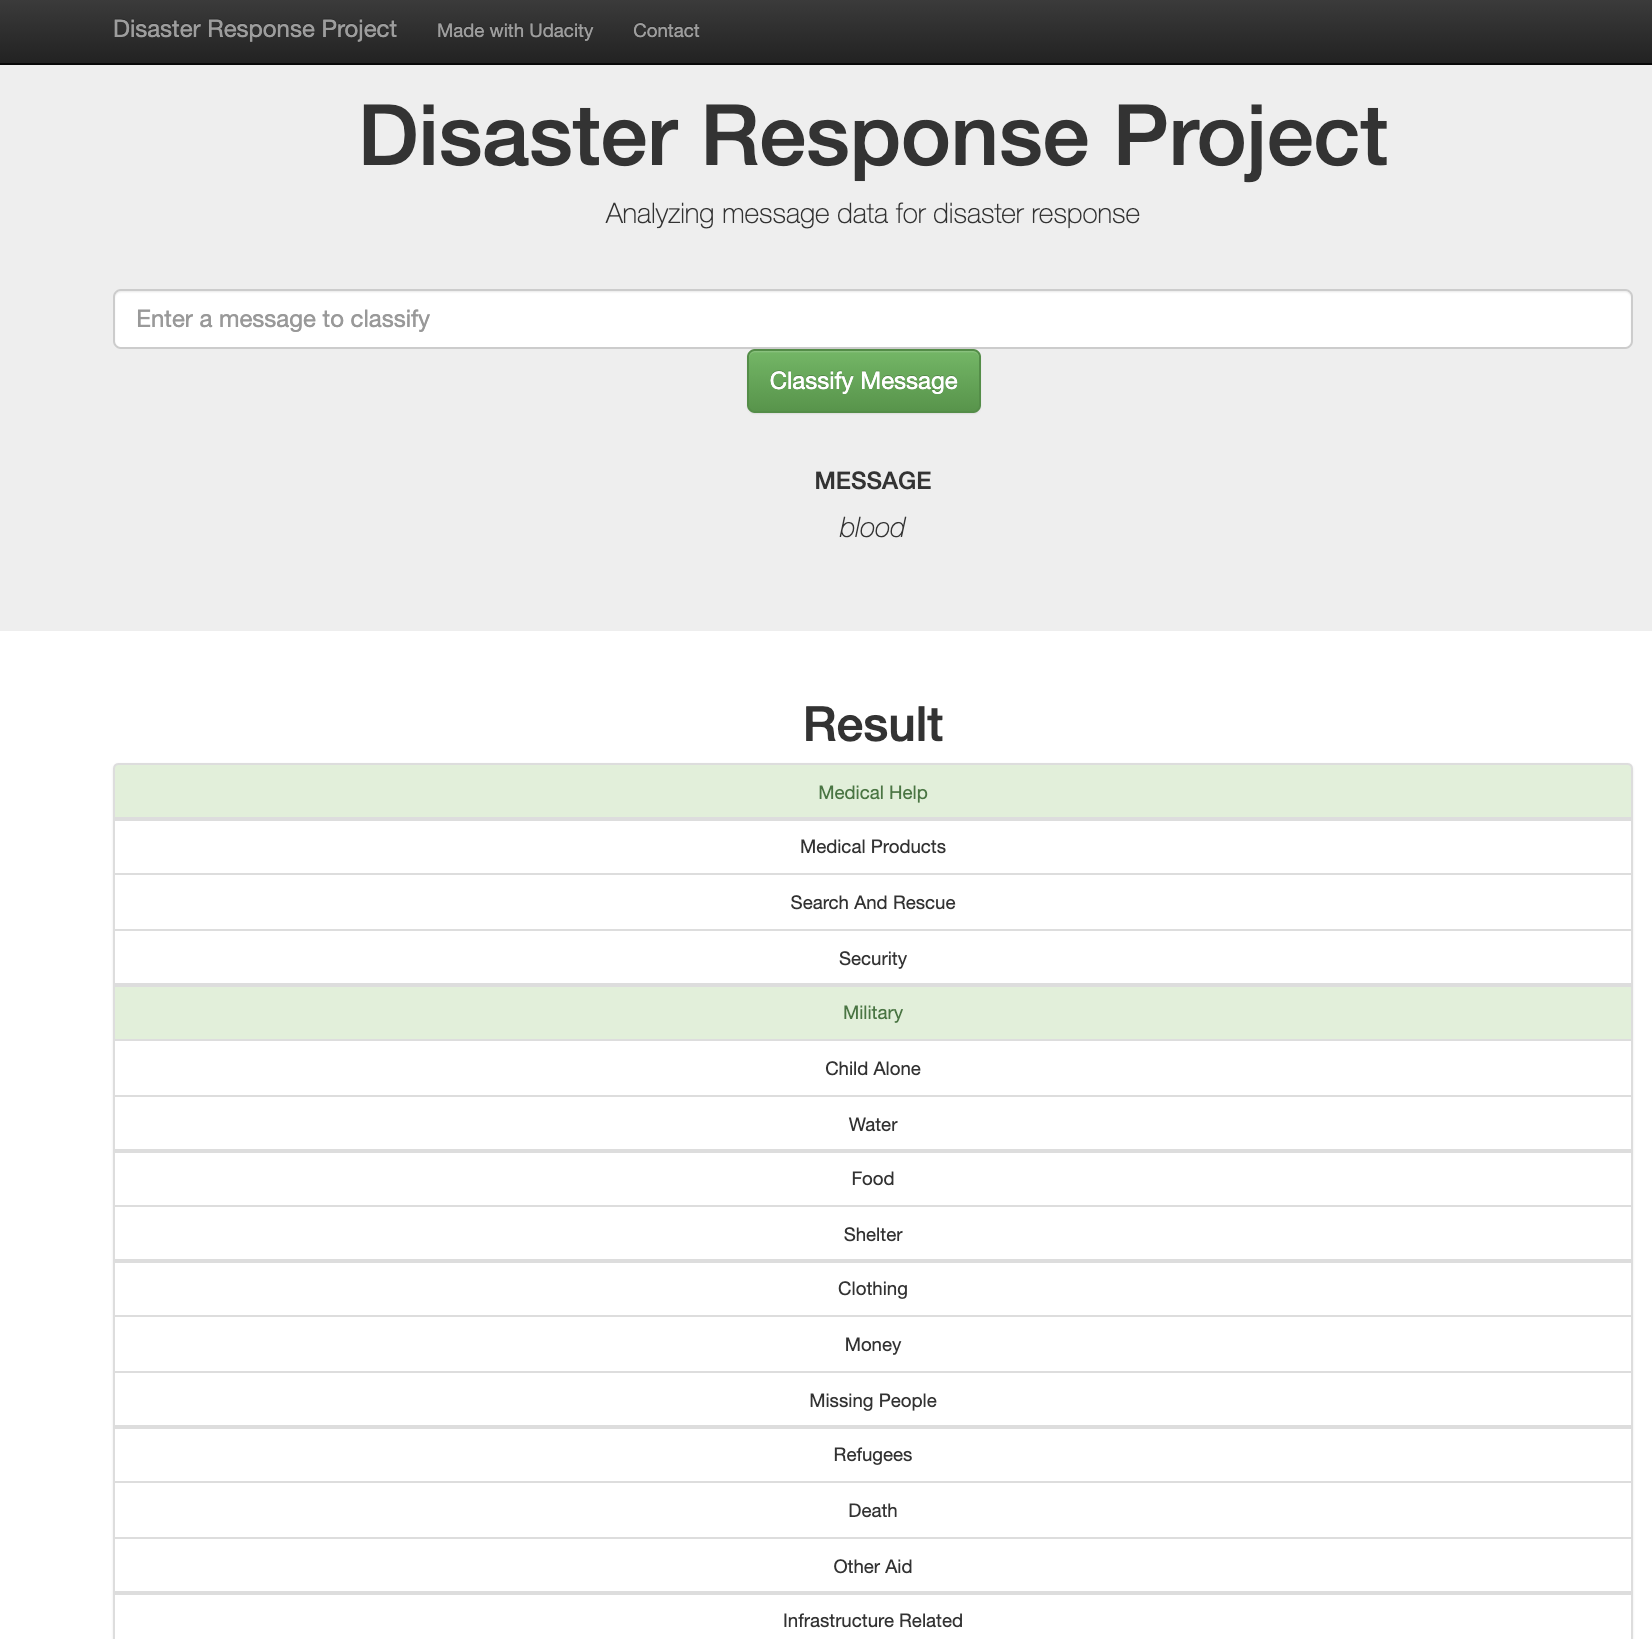 Disaster Response Project Made with Udacity Contact
Disaster Response Project
Analyzing message data for disaster response
Enter a message to classify
Classify Message
MESSAGE
blood
Result
Medical Help
Medical Products
Search And Rescue
Security
Military
Child Alone
Water
Food
Shelter
Clothing
Money
Missing People
Refugees
Death
Other Aid
Infrastructure Related